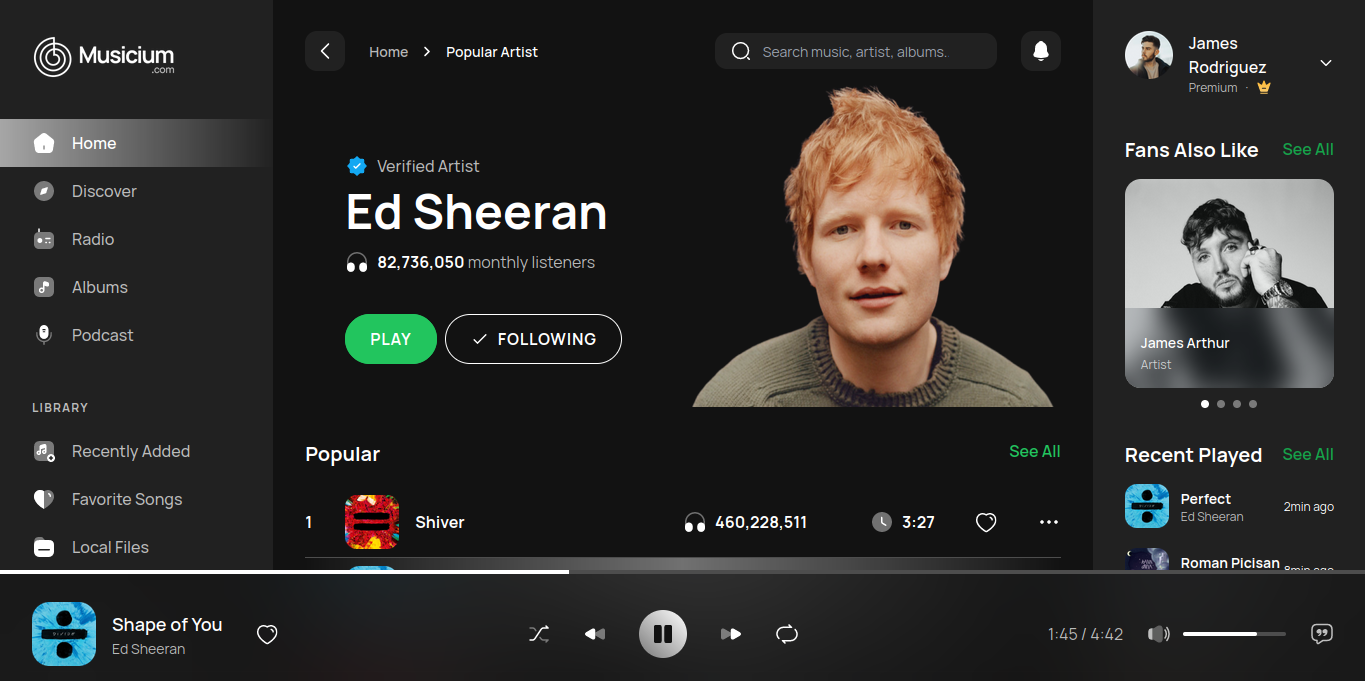 Musicium
.com
Home
Discover
Radio
Albums
Podcast
LIBRARY
Recently Added
Favorite Songs
Local Files
Home
Popular Artist
Search music, artist, albums..
Verified Artist
Ed Sheeran
82,736,050 monthly listeners
PLAY
FOLLOWING
Popular
See All
1
Shiver
460,228,511
3:27
James
Rodriguez
Premium ·
Fans Also Like
See All
James Arthur
Artist
Recent Played
See All
Perfect
Ed Sheeran
2min ago
Roman Picisan
8min ago
Shape of You
Ed Sheeran
1:45 / 4:42